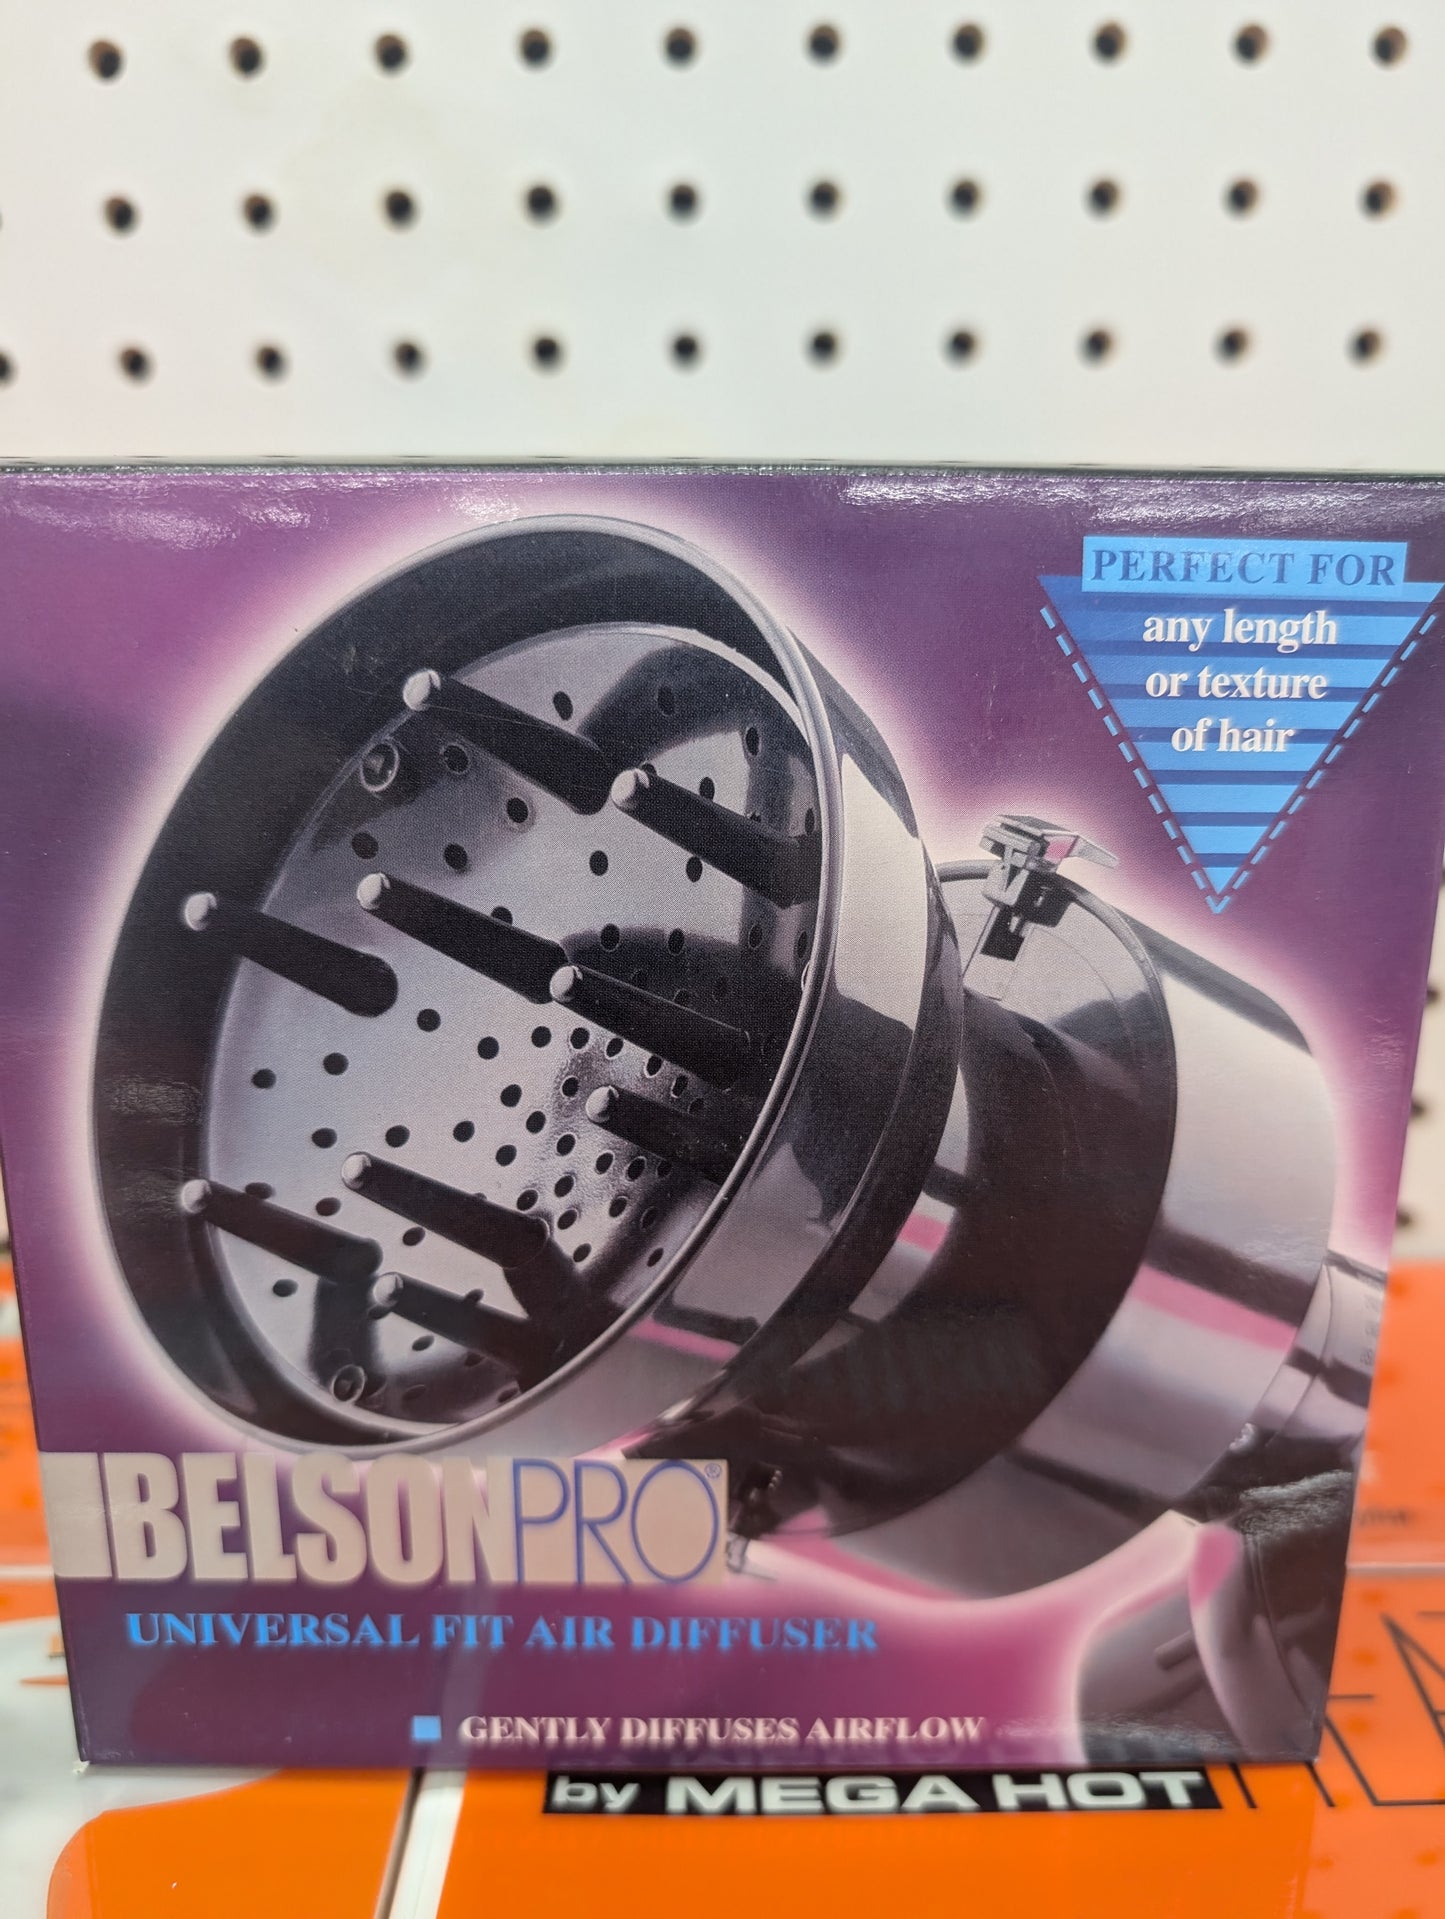 PERFECT FOR
any length
or texture
of hair
BELSONPRO®
UNIVERSAL FIT AIR DIFFUSER
GENTLY DIFFUSES AIRFLOW
by MEGA HOT